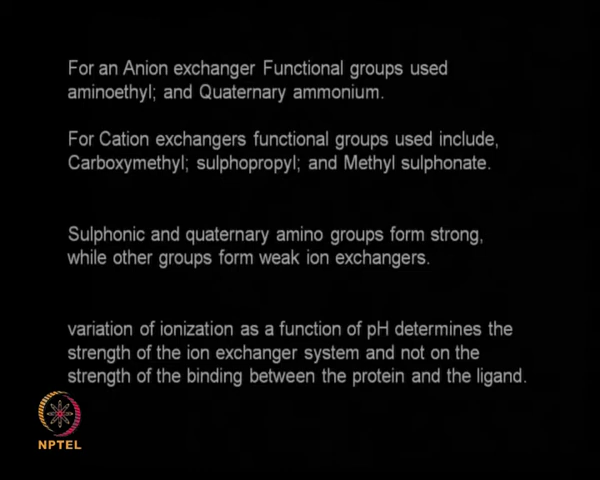 For an Anion exchanger Functional groups used
aminoethyl; and Quaternary ammonium.
For Cation exchangers functional groups used include,
Carboxymethyl; sulphopropyl; and Methyl sulphonate.
Sulphonic and quaternary amino groups form strong,
while other groups form weak ion exchangers.
variation of ionization as a function of pH determines the
strength of the ion exchanger system and not on the
strength of the binding between the protein and the ligand.
NPTEL